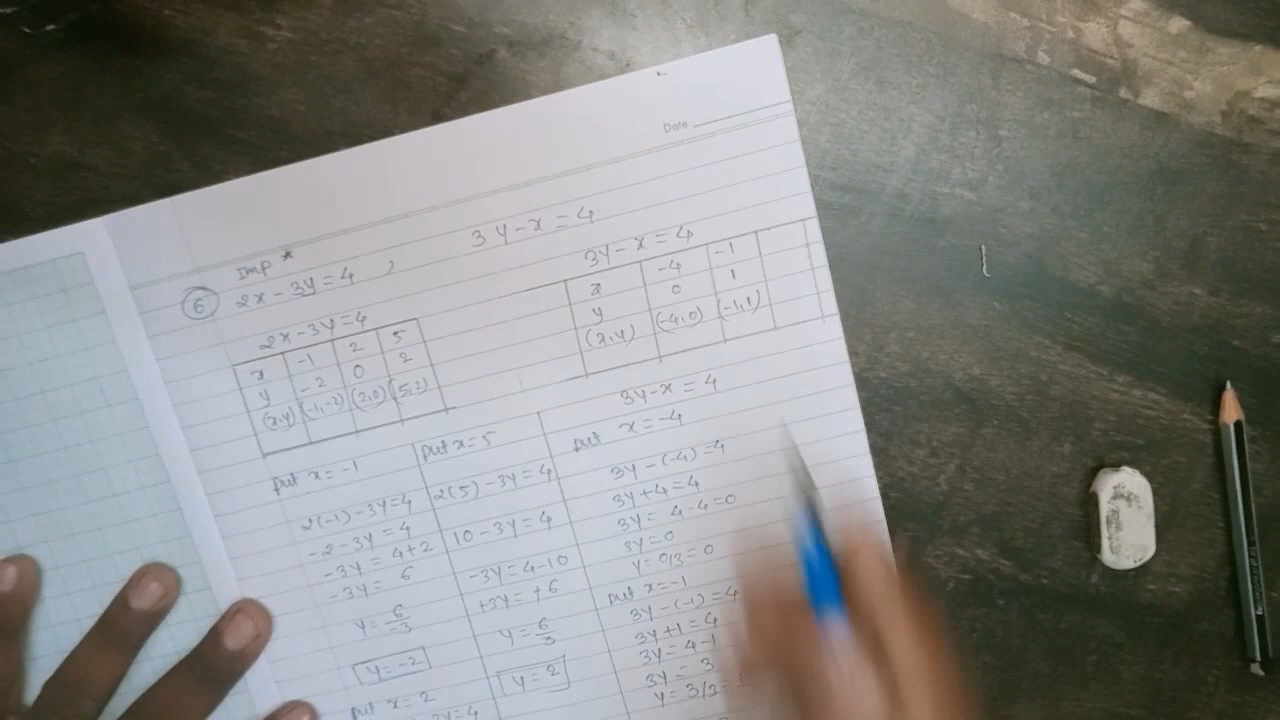 Date
Imp *
6 2x - 3y = 4 , 3y - x = 4
2x - 3y = 4
x -1 2 5
y -2 0 2
(x,y) (-1,-2) (2,0) (5,2)
3y - x = 4
x -4 -1
y 0 1
(x,y) (-4,0) (-1,1)
put x = -1
2(-1) - 3y = 4
-2 - 3y = 4
-3y = 4+2
-3y = 6
y = 6/-3
y = -2
put x = 2
put x = 5
2(5) - 3y = 4
10 - 3y = 4
-3y = 4-10
+3y = +6
y = 6/3
y = 2
3y - x = 4
put x = -4
3y - (-4) = 4
3y + 4 = 4
3y = 4-4=0
3y = 0
y = 0/3 = 0
put x = -1
3y - (-1) = 4
3y + 1 = 4
3y = 4-1
3y = 3
y = 3/3 =